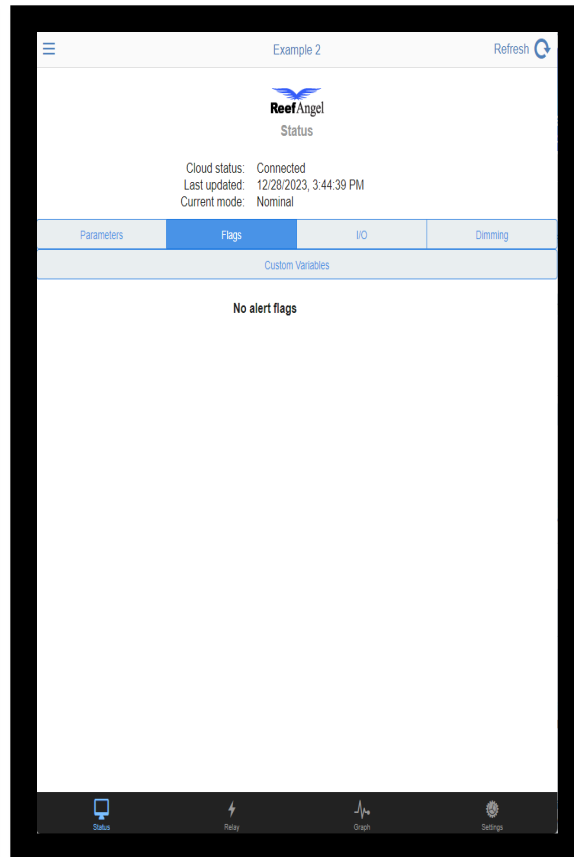 Example 2
Refresh
ReefAngel
Status
Cloud status: Connected
Last updated: 12/28/2023, 3:44:39 PM
Current mode: Nominal
Parameters Flags I/O Dimming
Custom Variables
No alert flags
Status Relay Graph Settings